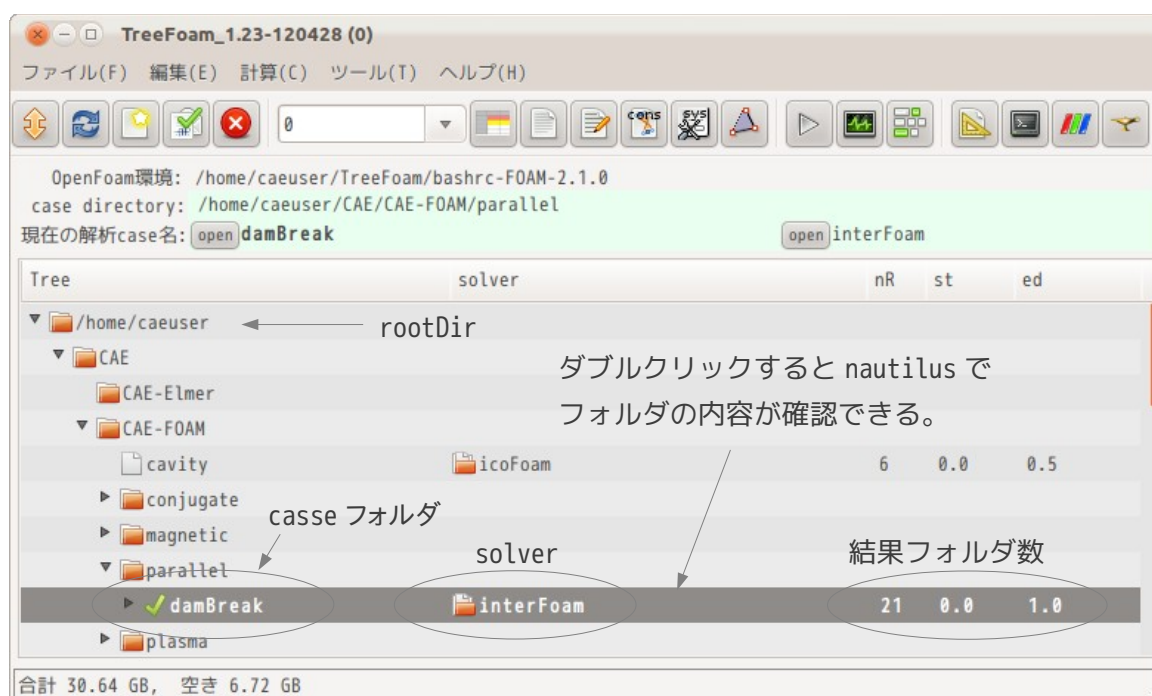 TreeFoam_1.23-120428 (0)
ファイル(F) 編集(E) 計算(C) ツール(T) ヘルプ(H)
0
cons
sys
OpenFoam環境: /home/caeuser/TreeFoam/bashrc-FOAM-2.1.0
case directory: /home/caeuser/CAE/CAE-FOAM/parallel
現在の解析case名: open damBreak open interFoam
Tree solver nR st ed
/home/caeuser rootDir
CAE
ダブルクリックすると nautilus で
CAE-Elmer
フォルダの内容が確認できる。
CAE-FOAM
cavity icoFoam 6 0.0 0.5
conjugate
casse フォルダ
magnetic
solver 結果フォルダ数
parallel
damBreak interFoam 21 0.0 1.0
plasma
合計 30.64 GB, 空き 6.72 GB